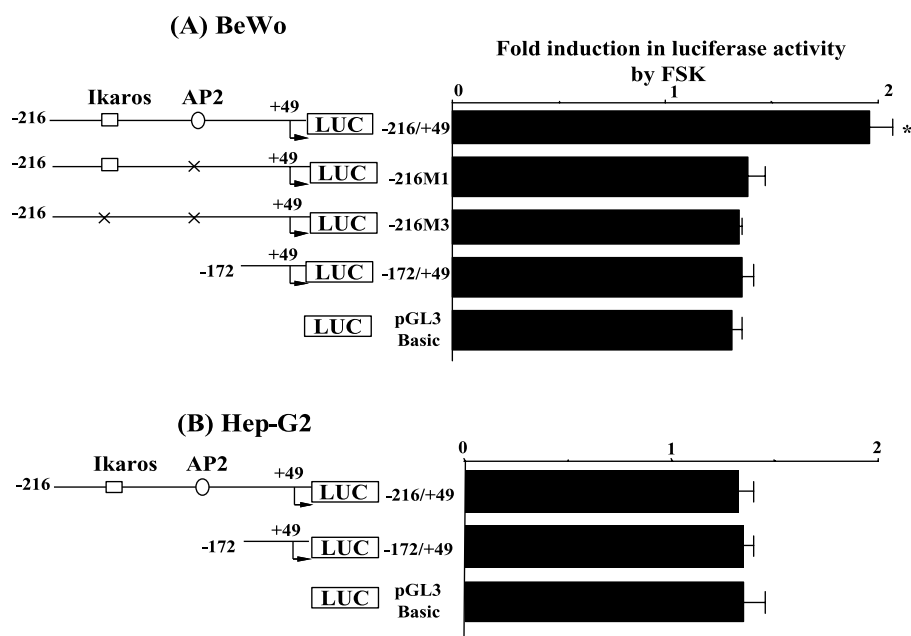 (A) BeWo
Fold induction in luciferase activity
by FSK
0 1 2
Ikaros AP2
-216 +49 LUC -216/+49 *
-216 +49 LUC -216M1
-216 +49 LUC -216M3
-172 +49 LUC -172/+49
LUC pGL3
Basic
(B) Hep-G2
0 1 2
Ikaros AP2
-216 +49 LUC -216/+49
-172 +49 LUC -172/+49
LUC pGL3
Basic